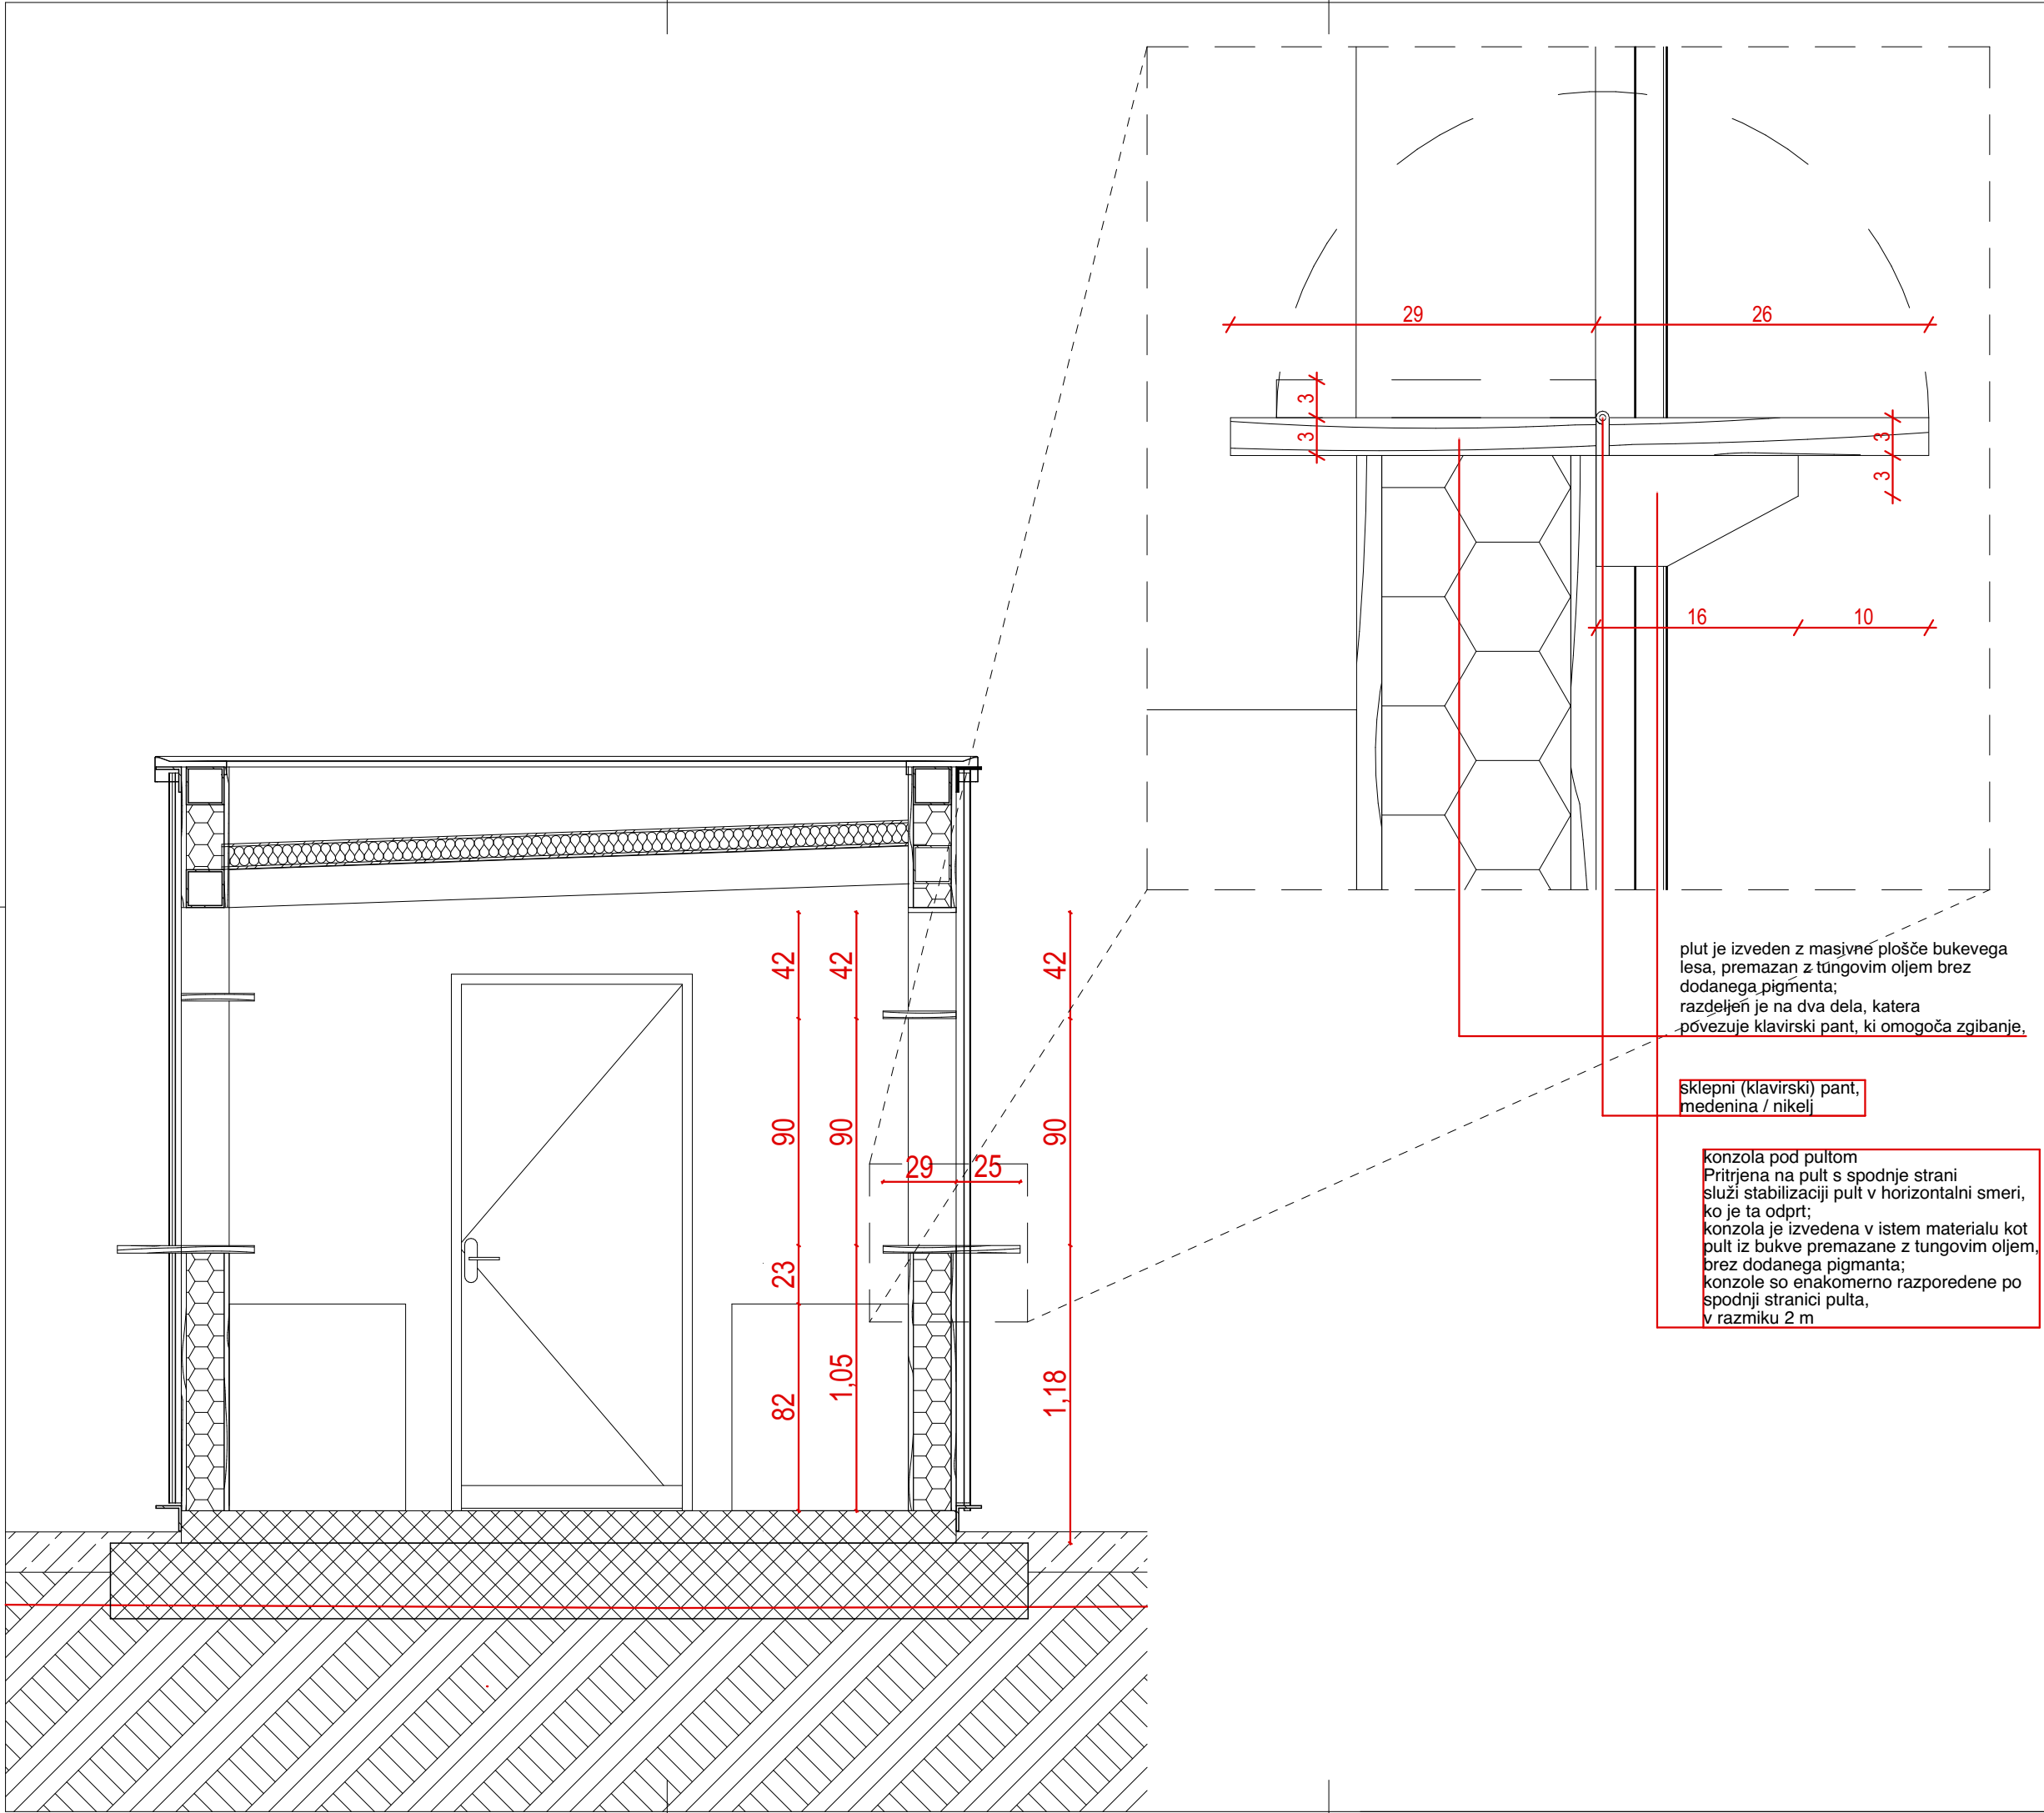 29
26
3
3
3
3
16
10
plut je izveden z masivne plošče bukevega
lesa, premazan z tungovim oljem brez
dodanega pigmenta;
razdeljen je na dva dela, katera
povezuje klavirski pant, ki omogoča zgibanje,
sklepni (klavirski) pant,
medenina / nikelj
konzola pod pultom
Pritrjena na pult s spodnje strani
služi stabilizaciji pult v horizontalni smeri,
ko je ta odprt;
konzola je izvedena v istem materialu kot
pult iz bukve premazane z tungovim oljem,
brez dodanega pigmanta;
konzole so enakomerno razporedene po
spodnji stranici pulta,
v razmiku 2 m
42
42
42
90
90
90
29
25
23
82
1,05
1,18